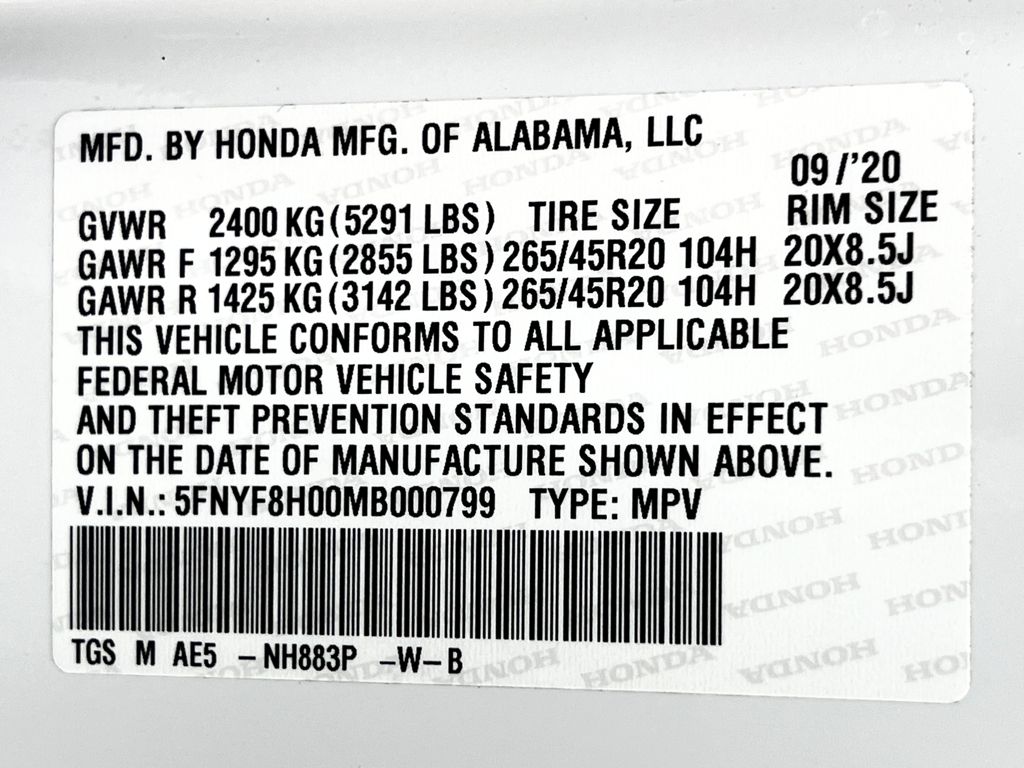 MFD. BY HONDA MFG. OF ALABAMA, LLC
09/'20
GVWR 2400 KG (5291 LBS) TIRE SIZE RIM SIZE
GAWR F 1295 KG (2855 LBS) 265/45R20 104H 20X8.5J
GAWR R 1425 KG (3142 LBS) 265/45R20 104H 20X8.5J
THIS VEHICLE CONFORMS TO ALL APPLICABLE
FEDERAL MOTOR VEHICLE SAFETY
AND THEFT PREVENTION STANDARDS IN EFFECT
ON THE DATE OF MANUFACTURE SHOWN ABOVE.
V.I.N.: 5FNYF8H00MB000799 TYPE: MPV
TGS M AE5 -NH883P -W-B